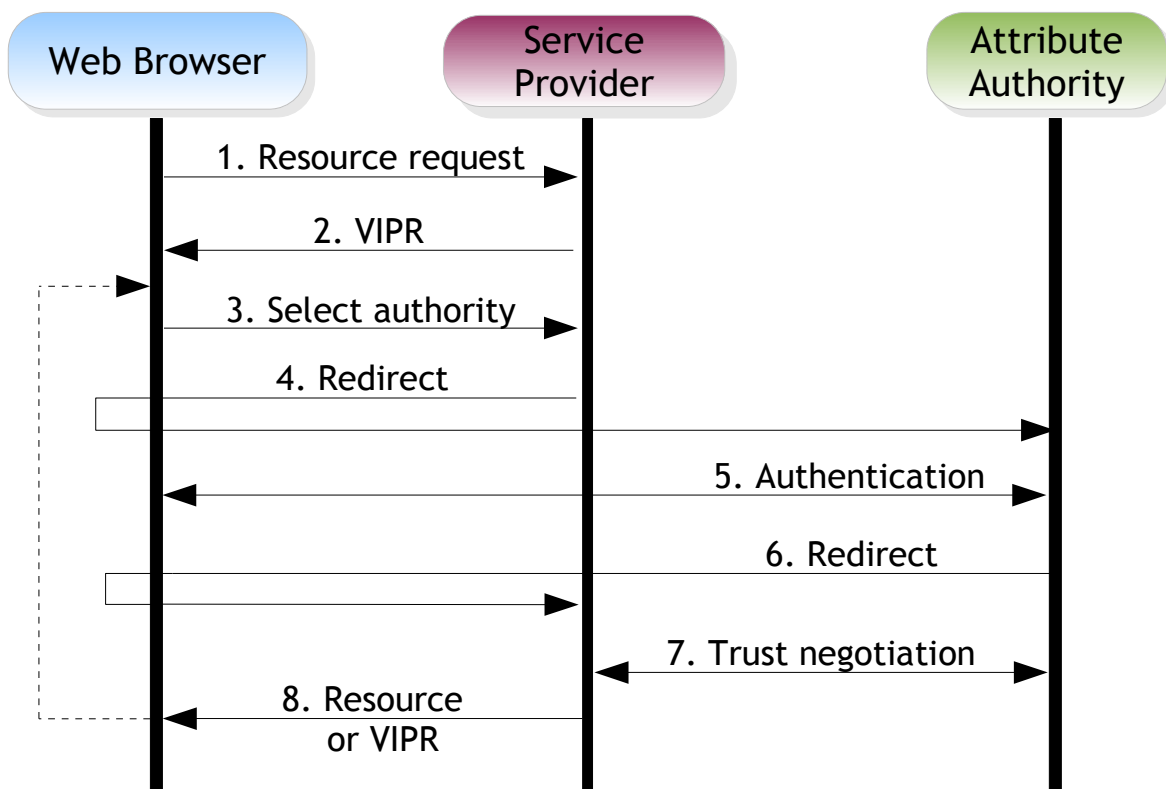 Web Browser
Service
Provider
Attribute
Authority
1. Resource request
2. VIPR
3. Select authority
4. Redirect
5. Authentication
6. Redirect
7. Trust negotiation
8. Resource
or VIPR